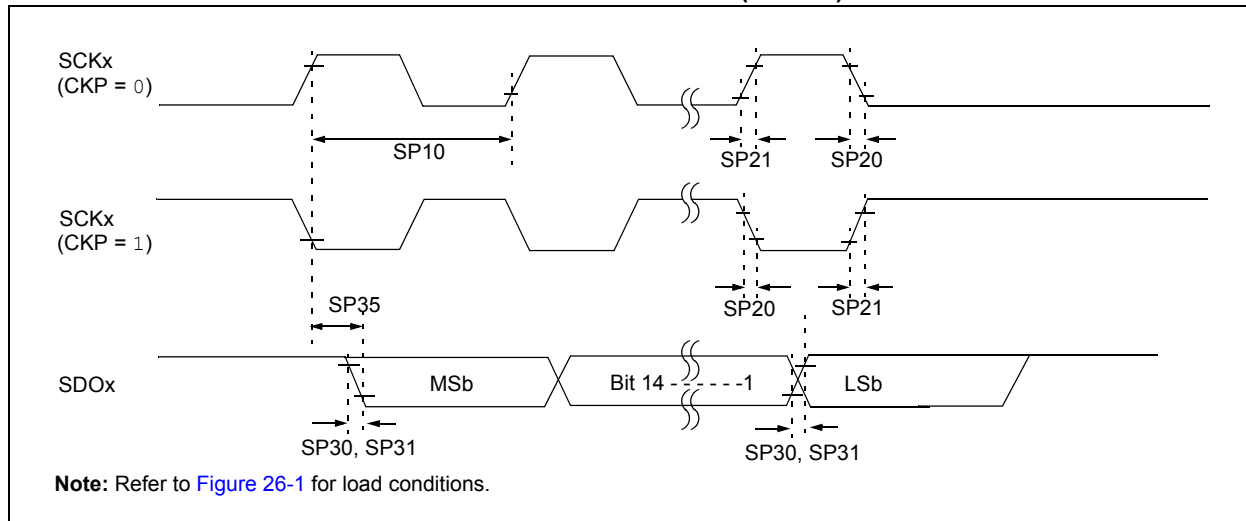 SCKx
(CKP = 0)
SP10
SP21
SP20
SCKx
(CKP = 1)
SP35
SP20
SP21
SDOx
MSb
Bit 14 - - - - - -1
LSb
SP30, SP31
SP30, SP31
Note: Refer to Figure 26-1 for load conditions.